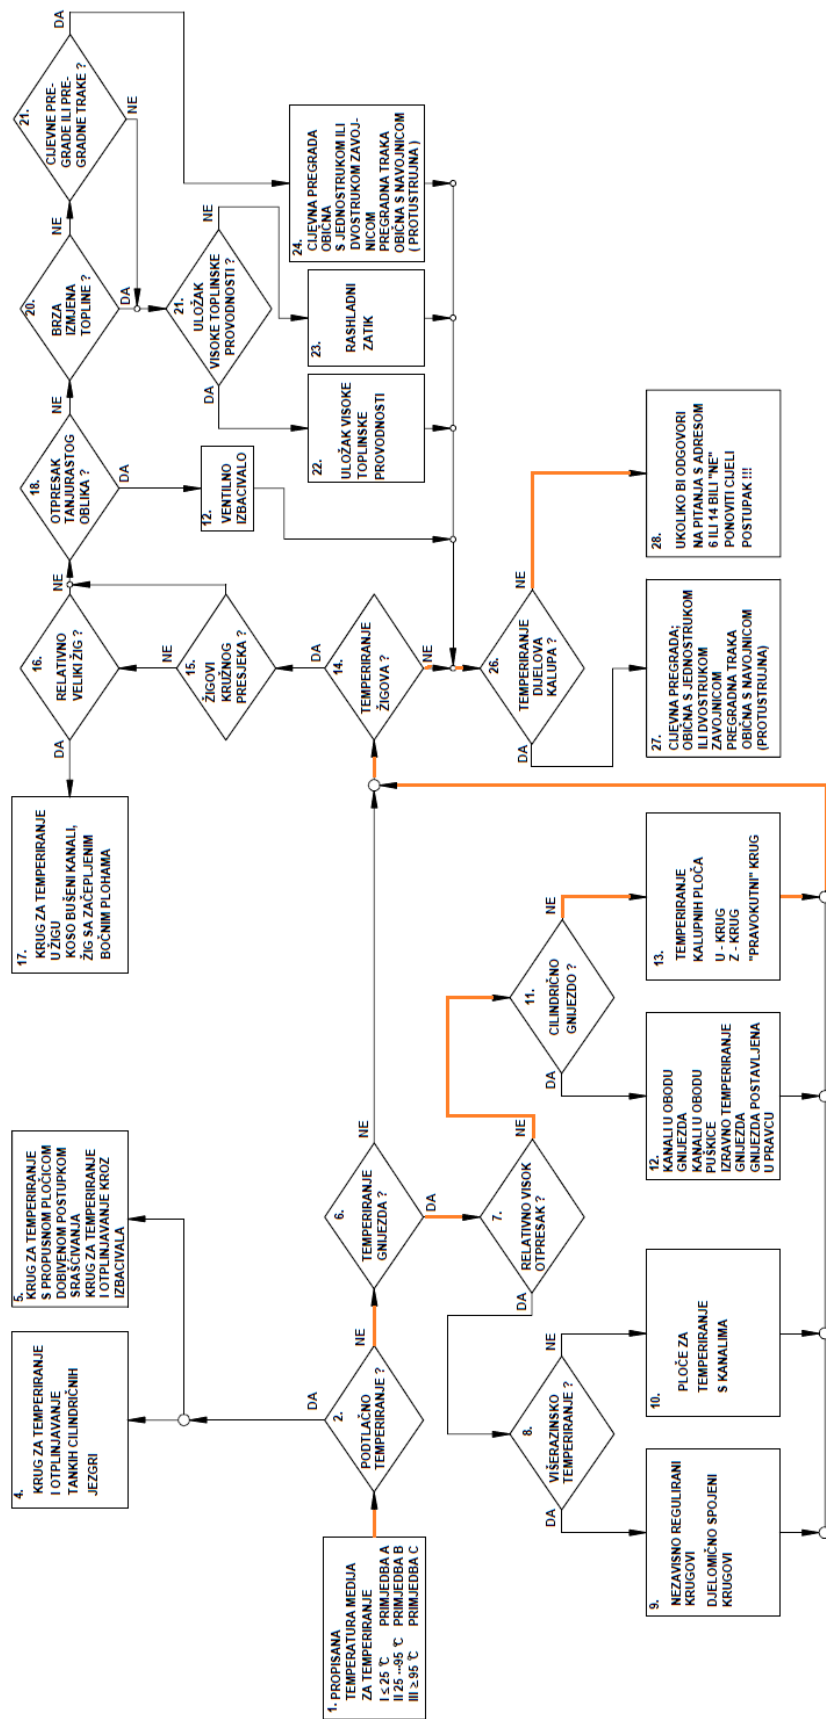 1. PROPISANA
TEMPERATURA MEDIJA
ZA TEMPERIRANJE
I ≤ 25 ℃ PRIMJEDBA A
II 25 --95 ℃ PRIMJEDBA B
III ≥ 95 ℃ PRIMJEDBA C
2.
PODTLAČNO
TEMPERIRANJE ?
DA
NE
4.
KRUG ZA TEMPERIRANJE
I OTPLINJAVANJE
TANKIH CILINDRIČNIH
JEZGRI
5.
KRUG ZA TEMPERIRANJE
S PROPUSNOM PLOČICOM
DOBIVENOM POSTUPKOM
SRAŠČIVANJA
KRUG ZA TEMPERIRANJE
I OTPLINJAVANJE KROZ
IZBACIVALA
6.
TEMPERIRANJE
GNIJEZDA ?
NE
DA
7.
RELATIVNO VISOK
OTPRESAK ?
DA
NE
8.
VIŠERAZINSKO
TEMPERIRANJE ?
DA
NE
9.
NEZAVISNO REGULIRANI
KRUGOVI
DJELOMIČNO SPOJENI
KRUGOVI
10.
PLOČE ZA
TEMPERIRANJE
S KANALIMA
11.
CILINDRIČNO
GNIJEZDO ?
DA
NE
12.
KANALI U OBODU
GNIJEZDA
KANALI U OBODU
PUŠKICE
IZRAVNO TEMPERIRANJE
GNIJEZDA
GNIJEZDA POSTAVLJENA
U PRAVCU
13.
TEMPERIRANJE
KALUPNIH PLOČA
U - KRUG
Z - KRUG
"PRAVOKUTNI" KRUG
14.
TEMPERIRANJE
ŽIGOVA ?
DA
NE
15.
ŽIGOVI
KRUŽNOG
PRESJEKA ?
NE
16.
RELATIVNO
VELIKI ŽIG ?
DA
NE
17.
KRUG ZA TEMPERIRANJE
U ŽIGU
KOSO BUŠENI KANALI,
ŽIG SA ZAČEPLJENIM
BOČNIM PLOHAMA
18.
OTPRESAK
TANJURASTOG
OBLIKA ?
DA
NE
12.
VENTILNO
IZBACIVALO
20.
BRZA
IZMJENA
TOPLINE ?
DA
NE
21.
CIJEVNE PRE-
GRADE ILI PRE-
GRADNE TRAKE ?
DA
NE
21.
ULOŽAK
VISOKE TOPLINSKE
PROVODNOSTI ?
DA
NE
22.
ULOŽAK VISOKE
TOPLINSKE
PROVODNOSTI
23.
RASHLADNI
ZATIK
24.
CIJEVNA PREGRADA
OBIČNA
S JEDNOSTRUKOM ILI
DVOSTRUKOM ZAVOJ-
NICOM
PREGRADNA TRAKA
OBIČNA S NAVOJNICOM
( PROTUSTRUJNA )
26.
TEMPERIRANJE
DIJELOVA
KALUPA ?
DA
NE
27.
CIJEVNA PREGRADA;
OBIČNA S JEDNOSTRUKOM
ILI DVOSTRUKOM
ZAVOJNICOM
PREGRADNA TRAKA
OBIČNA S NAVOJNICOM
(PROTUSTRUJNA)
28.
UKOLIKO BI ODGOVORI
NA PITANJA S ADRESOM
6 ILI 14 BILI "NE"
PONOVITI CIJELI
POSTUPAK !!!